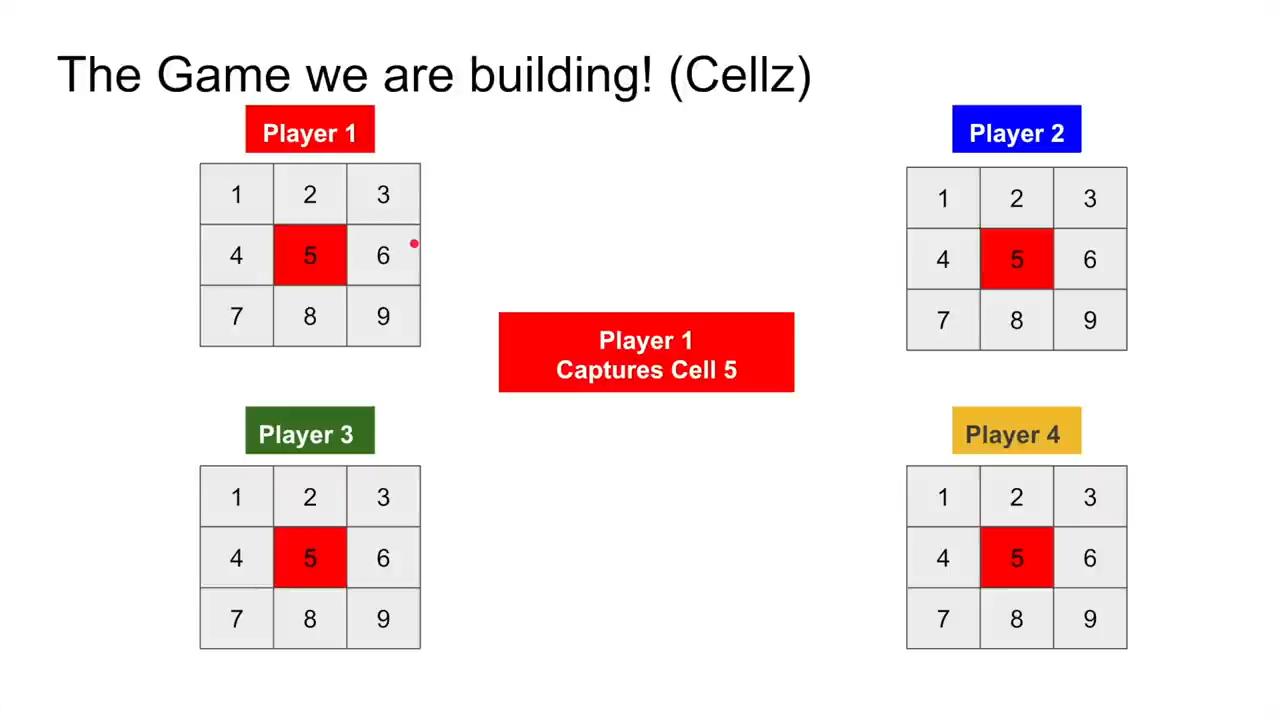 The Game we are building! (Cellz)
Player 1
1 2 3
4 5 6
7 8 9
Player 2
1 2 3
4 5 6
7 8 9
Player 1
Captures Cell 5
Player 3
1 2 3
4 5 6
7 8 9
Player 4
1 2 3
4 5 6
7 8 9